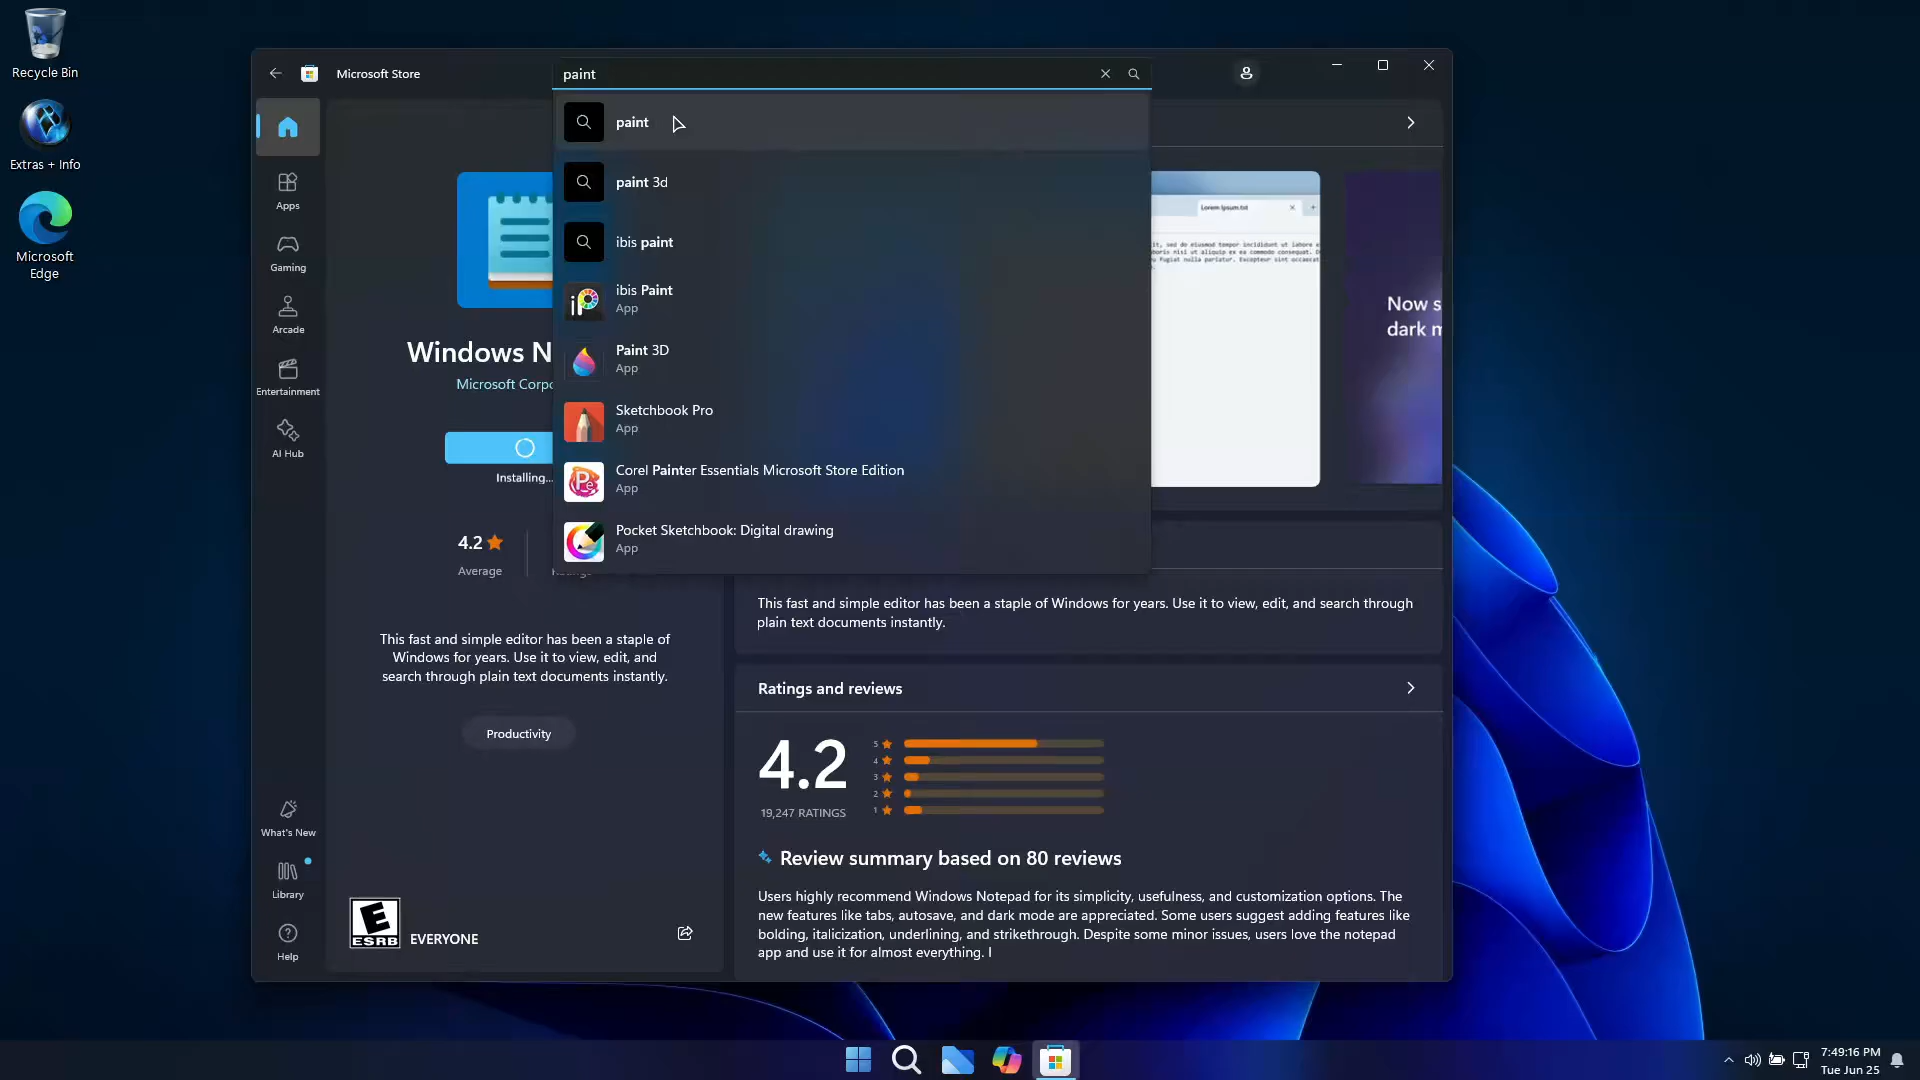 Recycle Bin
Extras + Info
Microsoft
Edge
Microsoft Store
paint
Apps
Gaming
Arcade
Entertainment
AI Hub
What's New
Library
Help
paint
paint 3d
ibis paint
ibis Paint
App
Paint 3D
App
Sketchbook Pro
App
Corel Painter Essentials Microsoft Store Edition
App
Pocket Sketchbook: Digital drawing
App
Windows N
Microsoft Corpo
Installing...
4.2
Average
This fast and simple editor has been a staple of
Windows for years. Use it to view, edit, and
search through plain text documents instantly.
Productivity
E
ESRB
EVERYONE
Lorem Ipsum.txt
Now s
dark m
This fast and simple editor has been a staple of Windows for years. Use it to view, edit, and search through
plain text documents instantly.
Ratings and reviews
4.2
19,247 RATINGS
5
4
3
2
1
Review summary based on 80 reviews
Users highly recommend Windows Notepad for its simplicity, usefulness, and customization options. The
new features like tabs, autosave, and dark mode are appreciated. Some users suggest adding features like
bolding, italicization, underlining, and strikethrough. Despite some minor issues, users love the notepad
app and use it for almost everything. I
7:49:16 PM
Tue Jun 25